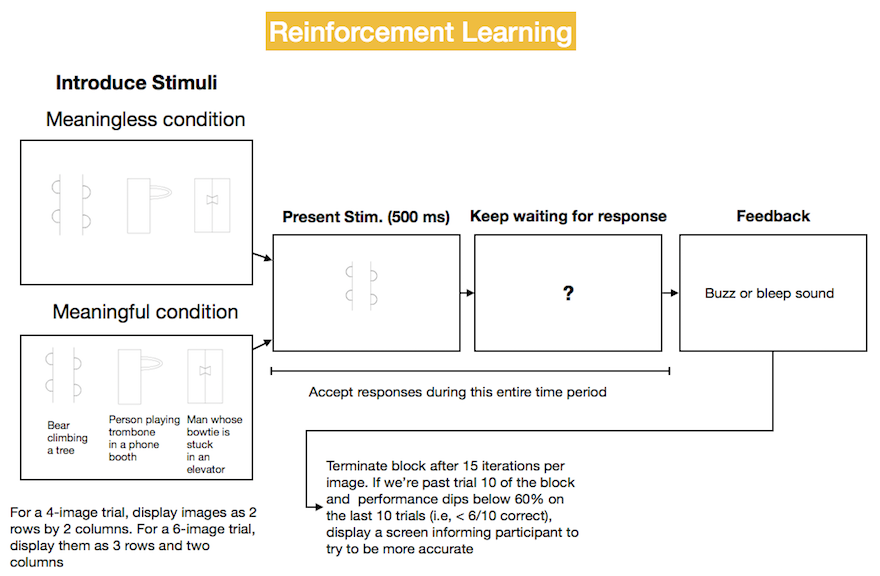 Reinforcement Learning
Introduce Stimuli
Meaningless condition
Meaningful condition
Bear
climbing
a tree
Person playing
trombone
in a phone
booth
Man whose
bowtie is
stuck
in an
elevator
For a 4-image trial, display images as 2
rows by 2 columns. For a 6-image trial,
display them as 3 rows and two
columns
Present Stim. (500 ms)
Keep waiting for response
?
Feedback
Buzz or bleep sound
Accept responses during this entire time period
Terminate block after 15 iterations per
image. If we're past trial 10 of the block
and  performance dips below 60% on
the last 10 trials (i.e, < 6/10 correct),
display a screen informing participant to
try to be more accurate